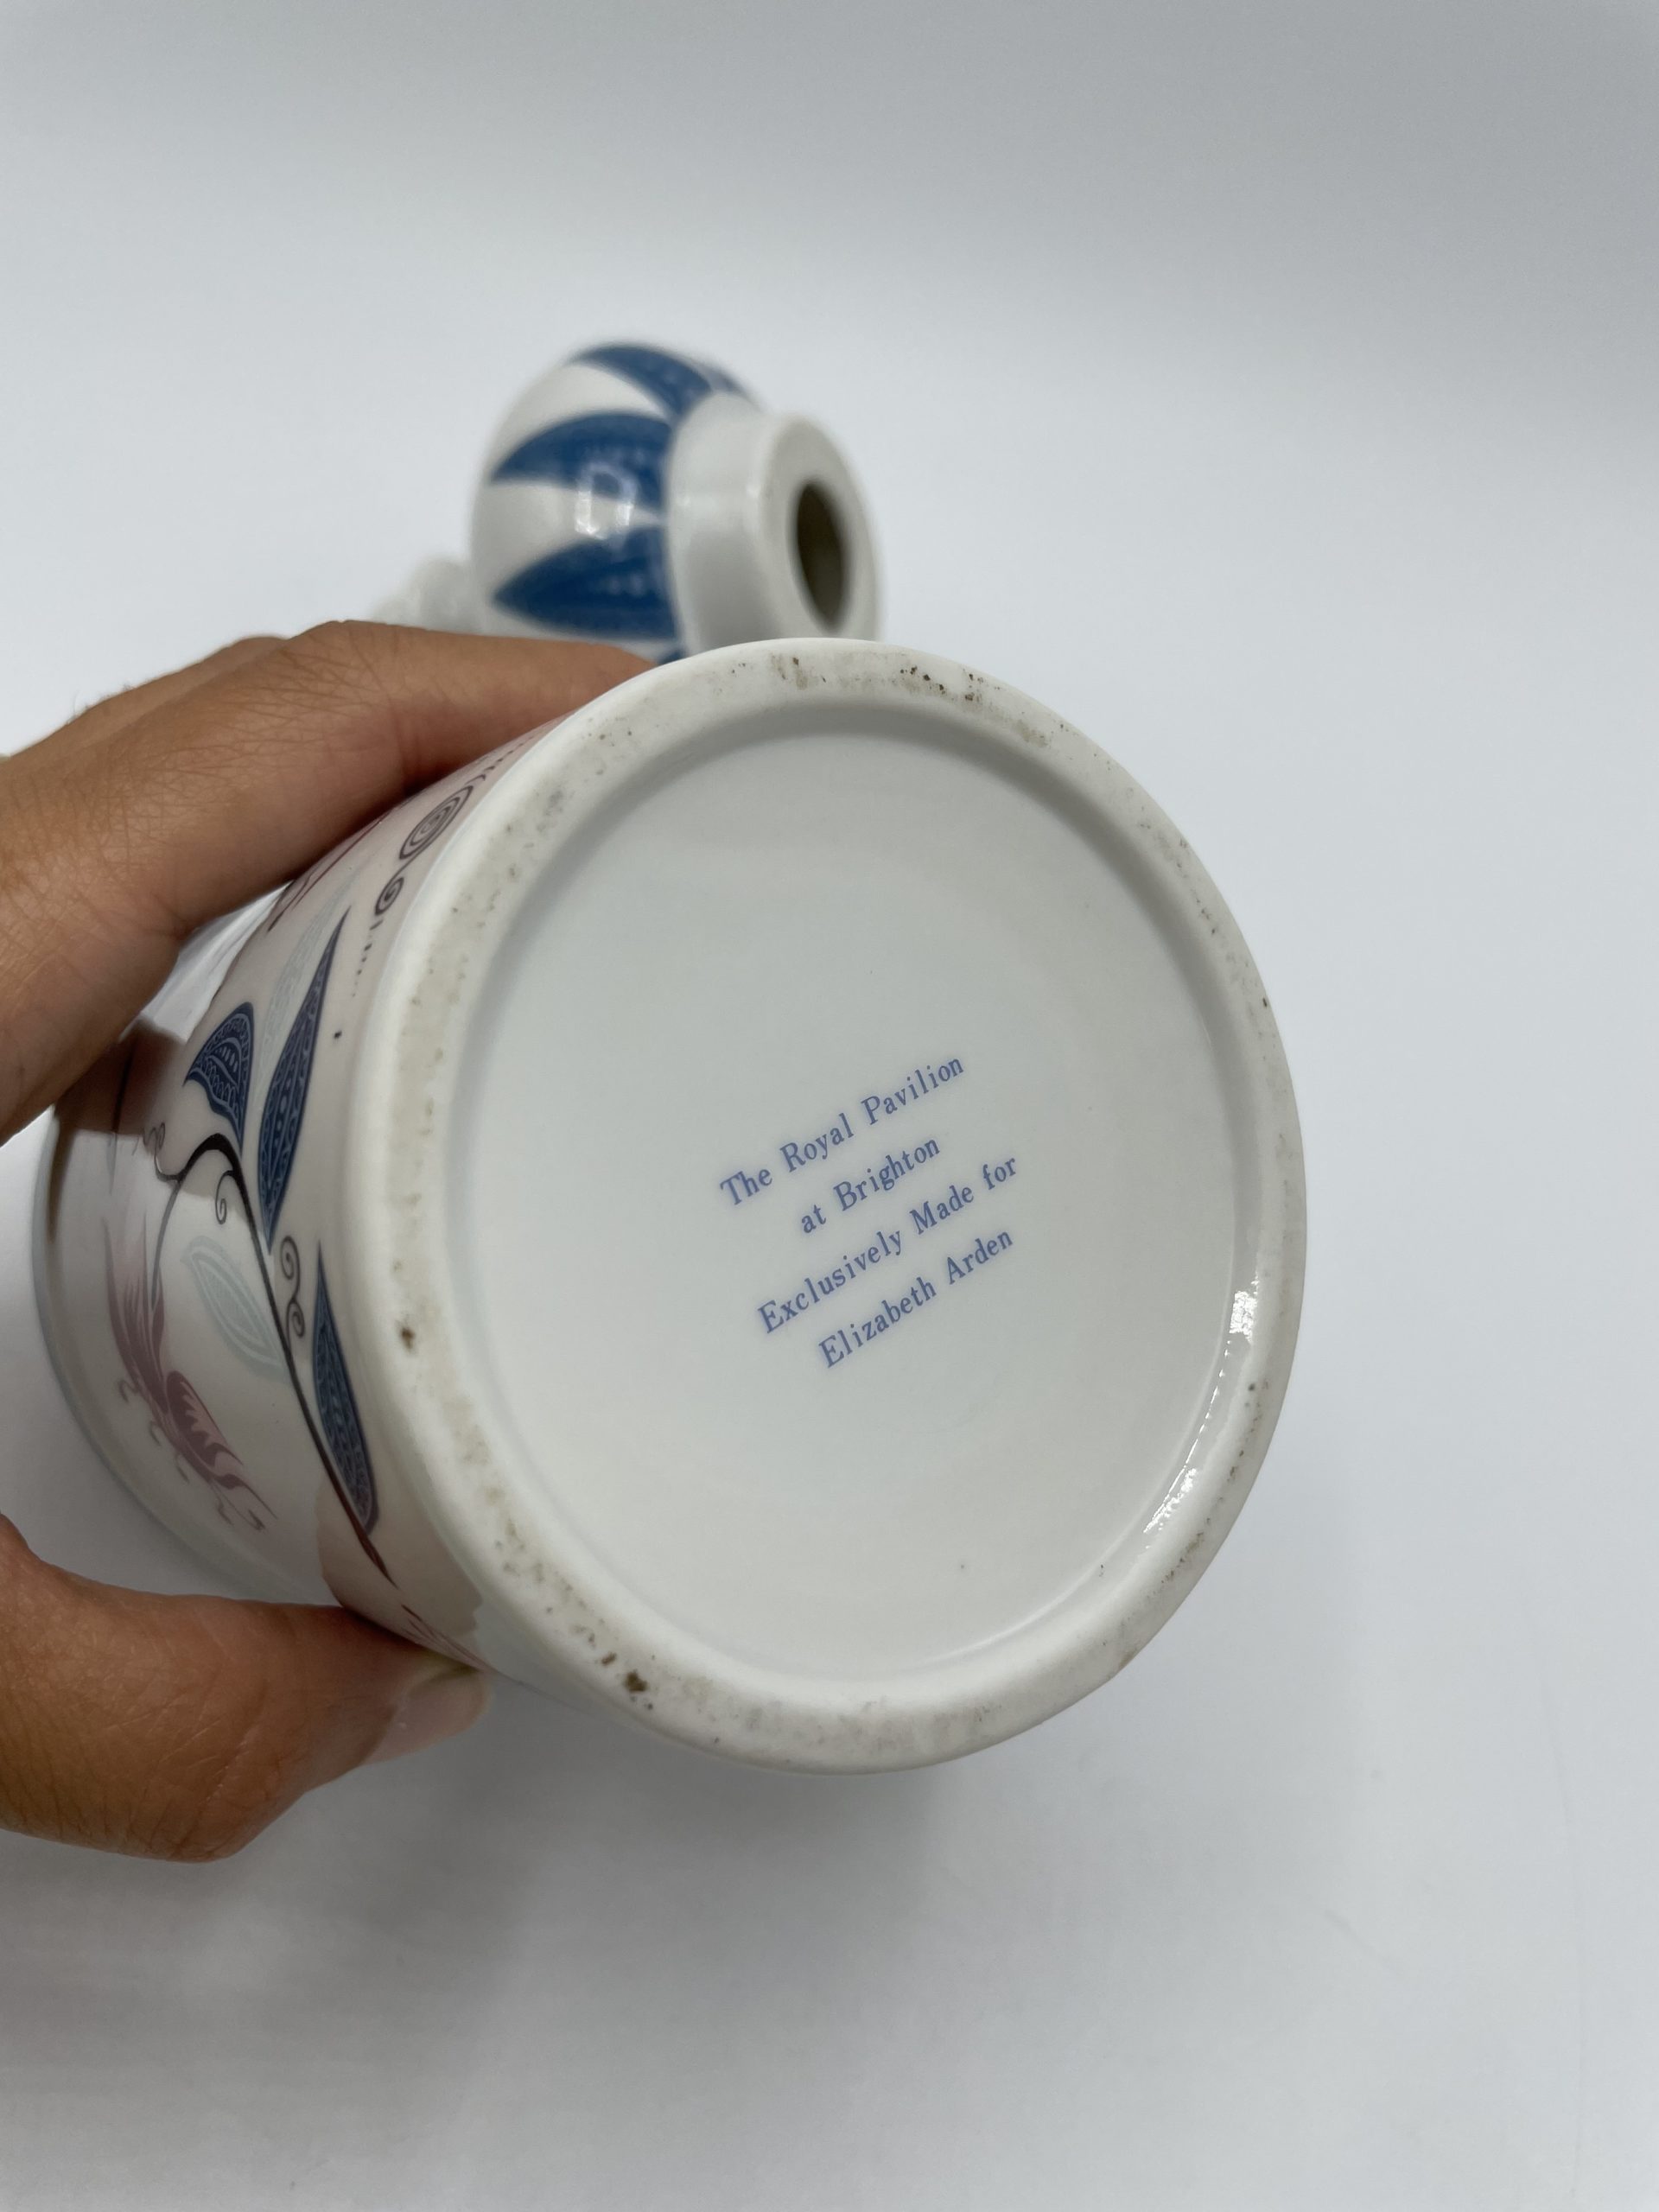 The Royal Pavilion
at Brighton
Exclusively Made for
Elizabeth Arden